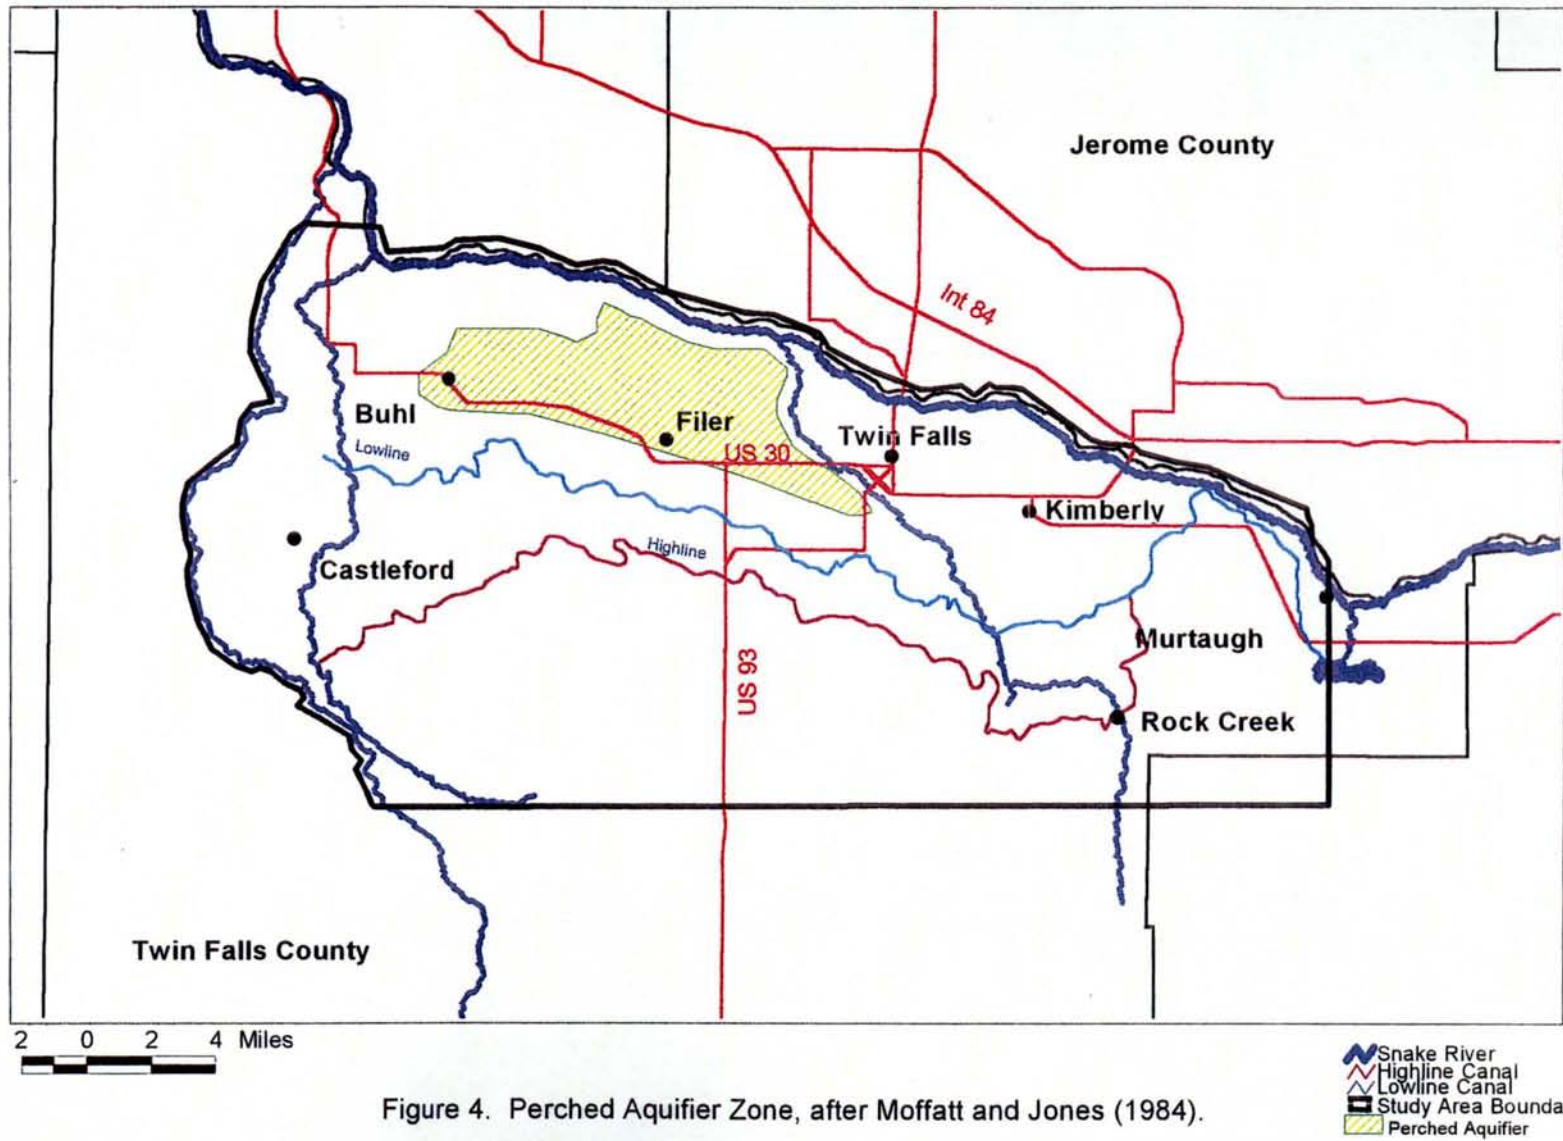 Jerome County
Int 84
Buhl
Filer
Twin Falls
US 30
Lowline
Kimberly
Highline
Castleford
Murtaugh
US 93
Rock Creek
Twin Falls County
2 0 2 4 Miles
Snake River
Highline Canal
Lowline Canal
Study Area Bounda
Perched Aquifier
Figure 4. Perched Aquifier Zone, after Moffatt and Jones (1984).